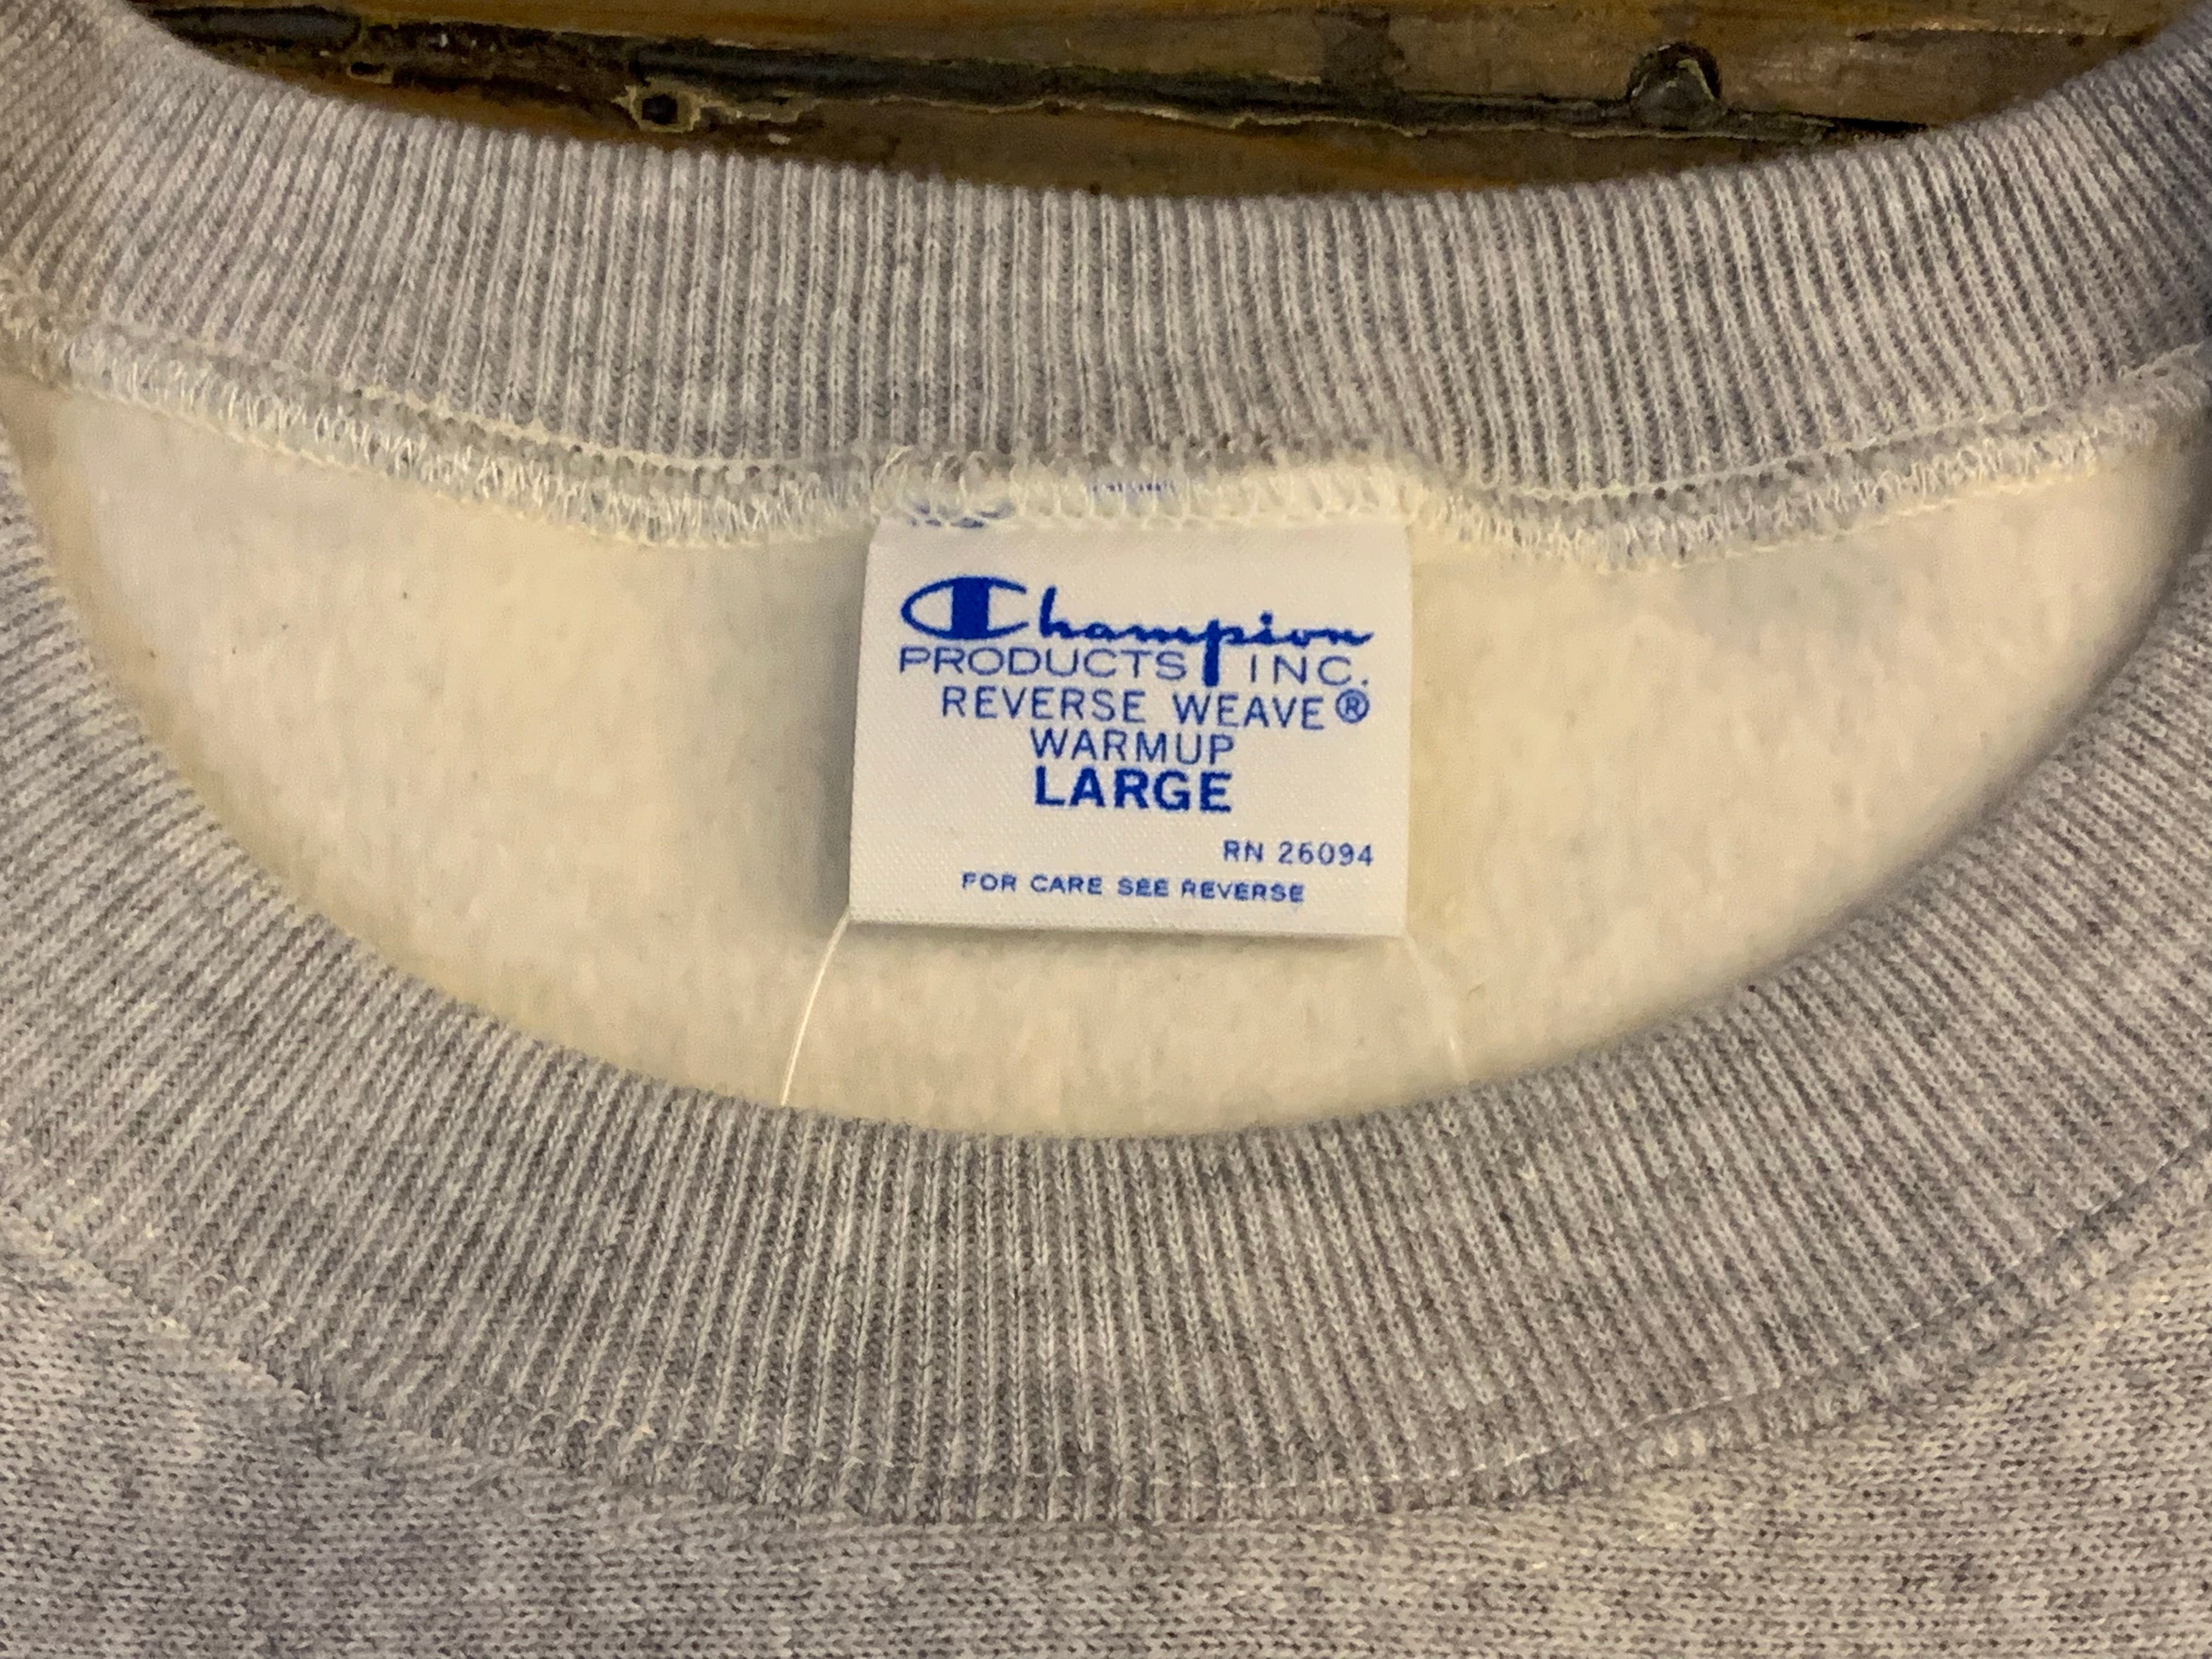 Champion
PRODUCTS INC.
REVERSE WEAVE®
WARMUP
LARGE
RN 26094
FOR CARE SEE REVERSE